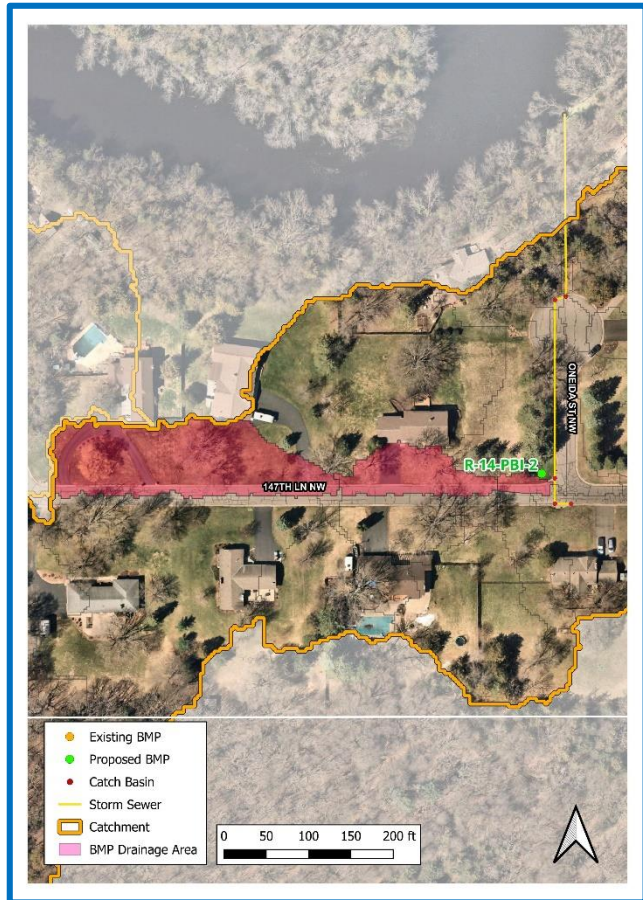 ONEIDA ST NW
R-14-PBI-2
147TH LN NW
Existing BMP
Proposed BMP
Catch Basin
Storm Sewer
Catchment
BMP Drainage Area
0 50 100 150 200 ft